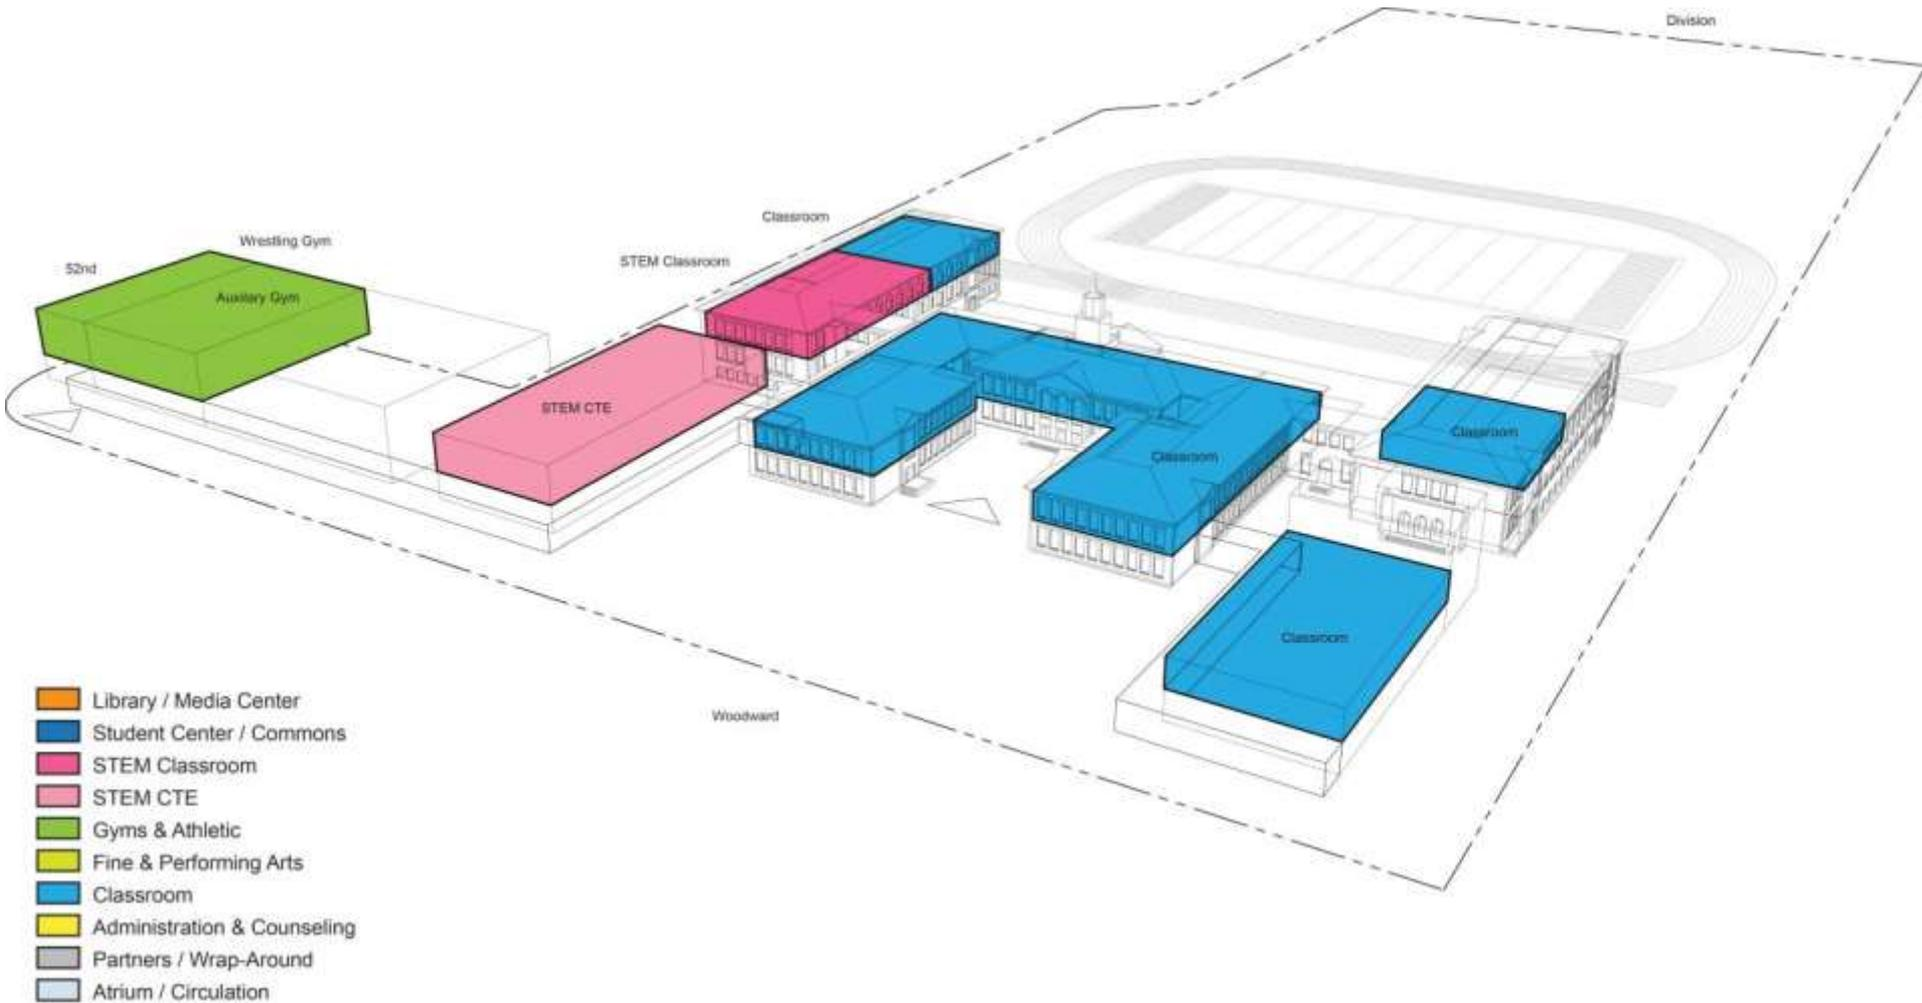 Division
Classroom
Wrestling Gym
STEM Classroom
52nd
Auxilary Gym
STEM CTE
Classroom
Classroom
Classroom
Woodward
Library / Media Center
Student Center / Commons
STEM Classroom
STEM CTE
Gyms & Athletic
Fine & Performing Arts
Classroom
Administration & Counseling
Partners / Wrap-Around
Atrium / Circulation